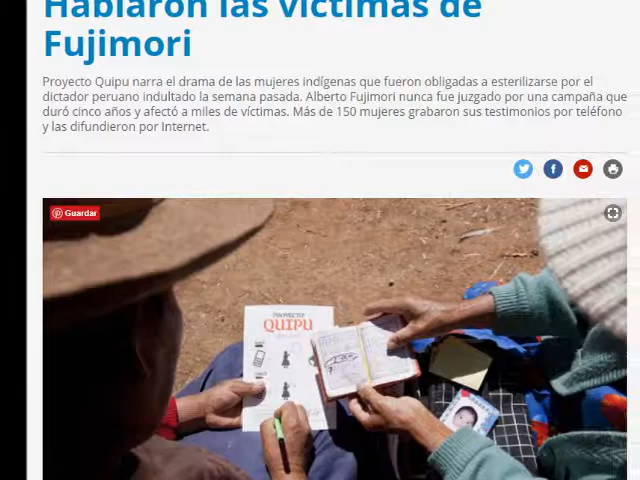 Hablaron las víctimas de
Fujimori
Proyecto Quipu narra el drama de las mujeres indígenas que fueron obligadas a esterilizarse por el
dictador peruano indultado la semana pasada. Alberto Fujimori nunca fue juzgado por una campaña que
duró cinco años y afectó a miles de víctimas. Más de 150 mujeres grabaron sus testimonios por teléfono
y las difundieron por Internet.
Guardar
PROYECTO
QUIPU